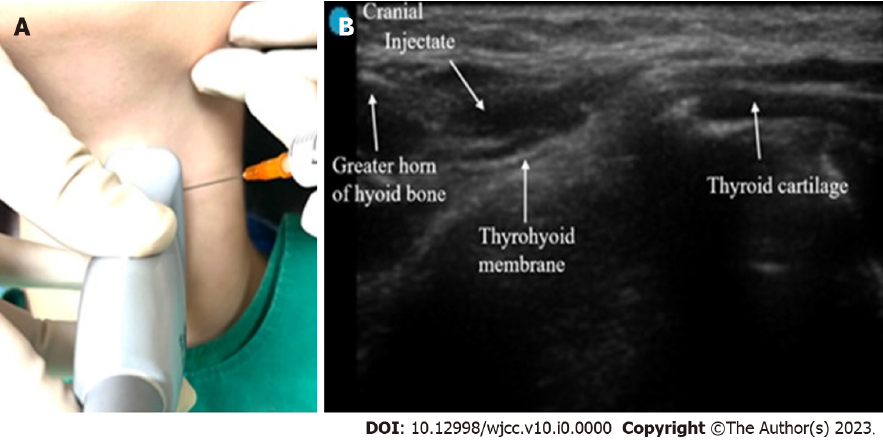 A
B
Cranial
Injectate
Greater horn
of hyoid bone
Thyrohyoid
membrane
Thyroid cartilage
DOI: 10.12998/wjcc.v10.i0.0000 Copyright ©The Author(s) 2023.